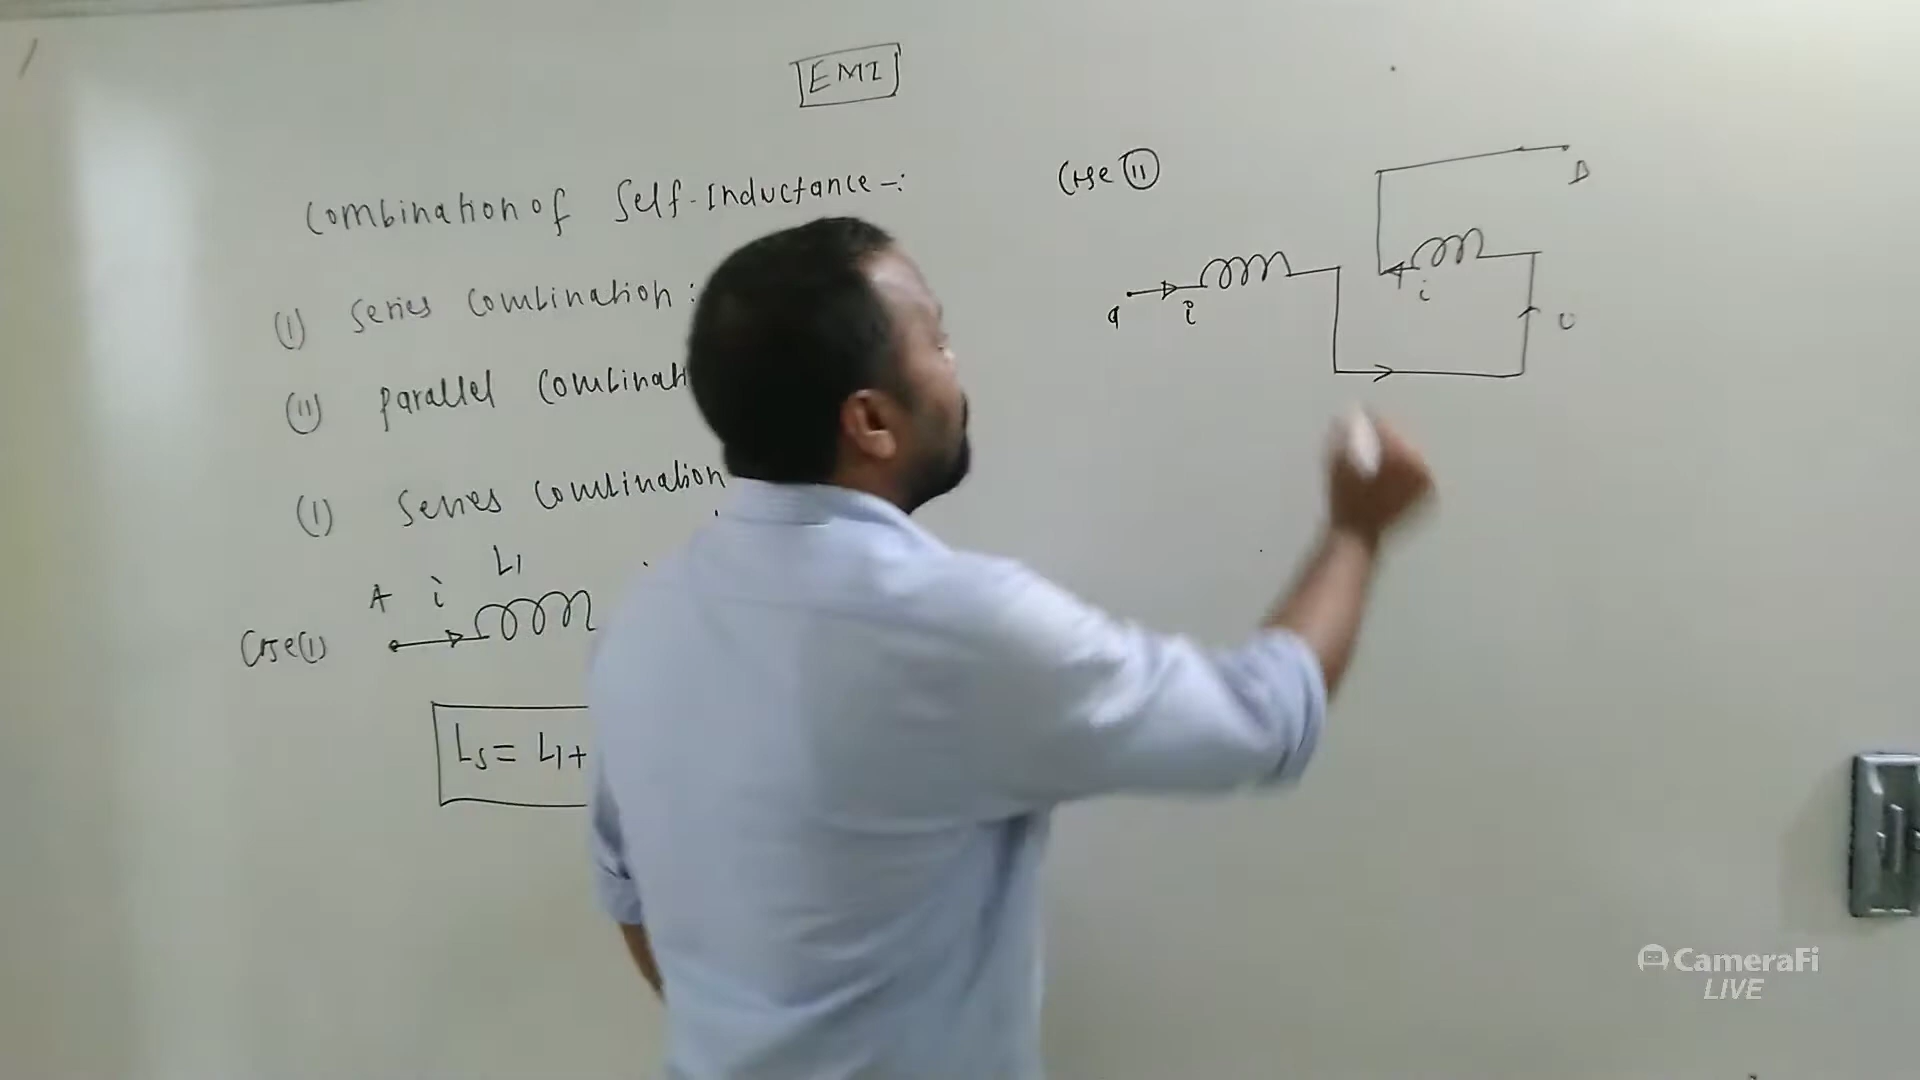 EMI
Combination of Self-Inductance-:
(I) Series Combination:
(II) Parallel Combinati
(I) Series Combination
A i L1
Case(I)
Ls= L1+
Case (II)
B
i
i
CameraFi
LIVE